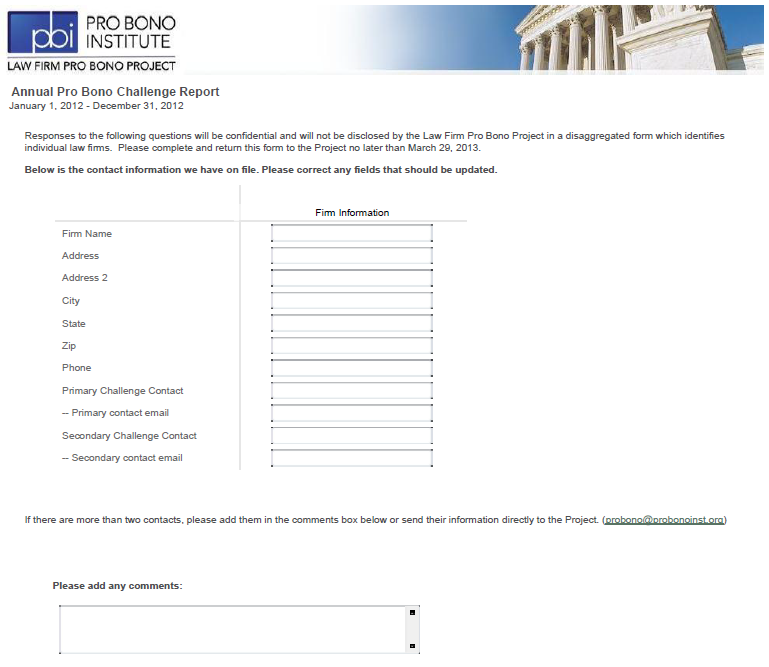 pbi PRO BONO
INSTITUTE
LAW FIRM PRO BONO PROJECT
Annual Pro Bono Challenge Report
January 1, 2012 - December 31, 2012
Responses to the following questions will be confidential and will not be disclosed by the Law Firm Pro Bono Project in a disaggregated form which identifies
individual law firms. Please complete and return this form to the Project no later than March 29, 2013.
Below is the contact information we have on file. Please correct any fields that should be updated.
Firm Information
Firm Name
Address
Address 2
City
State
Zip
Phone
Primary Challenge Contact
-- Primary contact email
Secondary Challenge Contact
-- Secondary contact email
If there are more than two contacts, please add them in the comments box below or send their information directly to the Project. (probono@probonoinst.org)
Please add any comments: